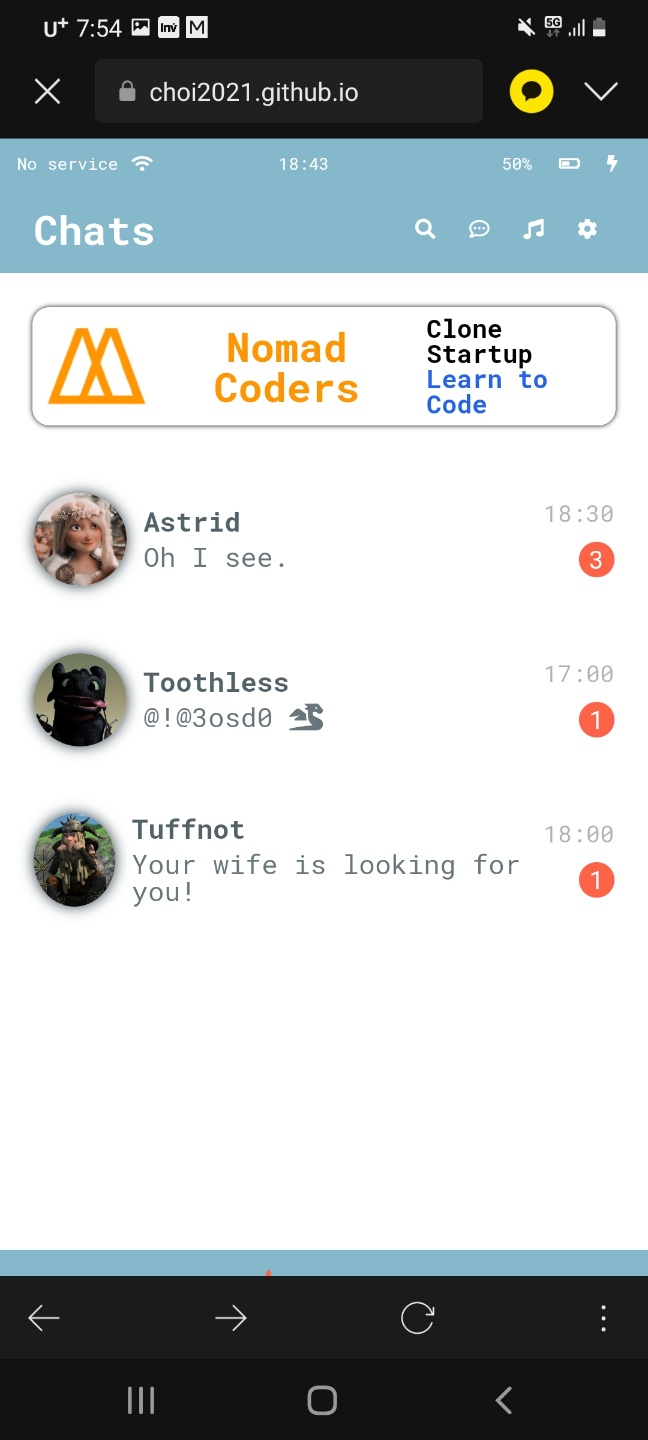 U+ 7:54 inv M 5G
choi2021.github.io
No service 18:43 50%
Chats
Nomad
Coders
Clone
Startup
Learn to
Code
Astrid 18:30
Oh I see. 3
Toothless 17:00
@!@3osd0 1
Tuffnot 18:00
Your wife is looking for 1
you!